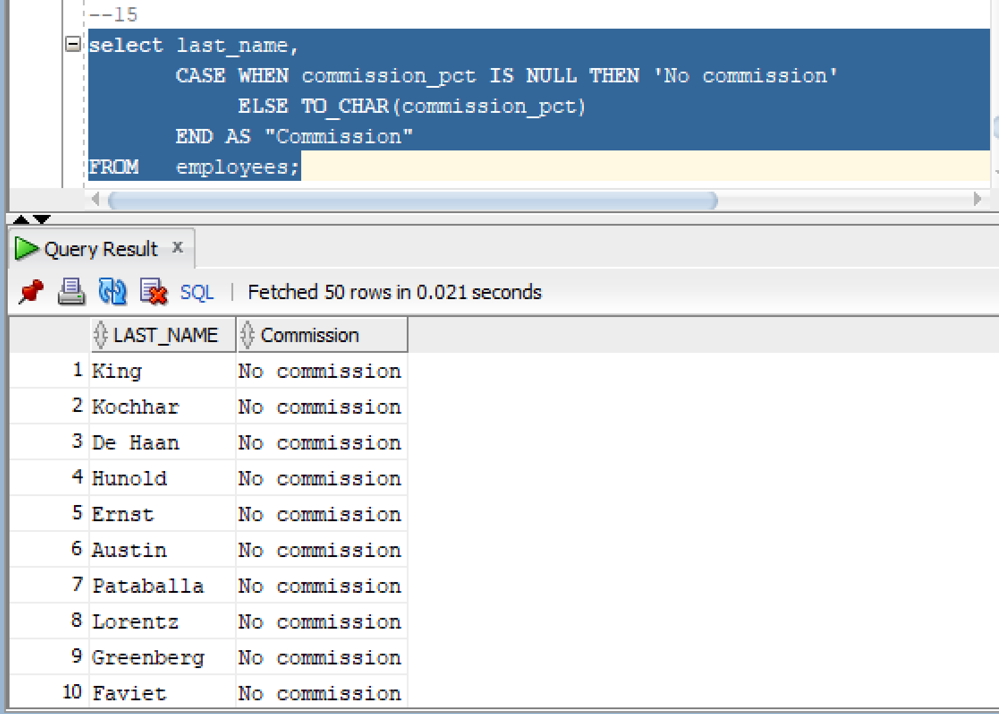 --15
select last_name,
CASE WHEN commission_pct IS NULL THEN 'No commission'
ELSE TO_CHAR(commission_pct)
END AS "Commission"
FROM employees;
Query Result x
SQL | Fetched 50 rows in 0.021 seconds
LAST_NAME Commission
1 King No commission
2 Kochhar No commission
3 De Haan No commission
4 Hunold No commission
5 Ernst No commission
6 Austin No commission
7 Pataballa No commission
8 Lorentz No commission
9 Greenberg No commission
10 Faviet No commission